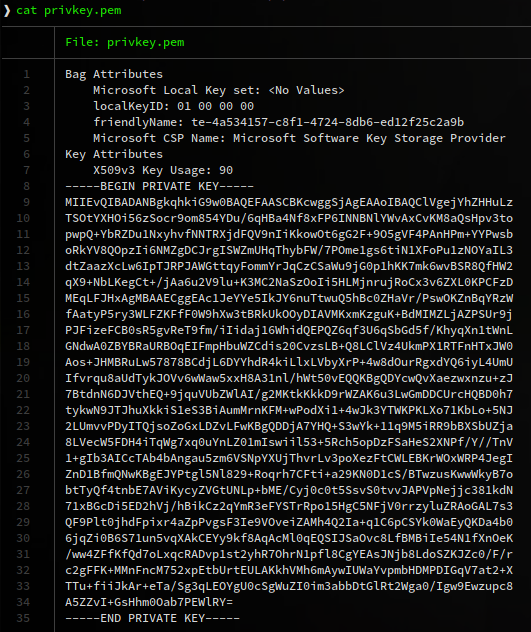 ❯ cat privkey.pem
File: privkey.pem
1 Bag Attributes
2 Microsoft Local Key set: <No Values>
3 localKeyID: 01 00 00 00
4 friendlyName: te-4a534157-c8f1-4724-8db6-ed12f25c2a9b
5 Microsoft CSP Name: Microsoft Software Key Storage Provider
6 Key Attributes
7 X509v3 Key Usage: 90
8 -----BEGIN PRIVATE KEY-----
9 MIIEvQIBADANBgkqhkiG9w0BAQEFAASCBKcwggSjAgEAAoIBAQClVgejYhZHHuLz
10 TSOtYXHOi56zSocr9om854YDu/6qHBa4Nf8xFP6INNBNlYWvAxCvKM8aQsHpv3to
11 pwpQ+YbRZDu1NxyhvfNNTRXjdFQV9nIiKkowOt6gG2F+9O5gVF4PAnHPm+YYPwsb
12 oRkYV8QOpzIi6NMZgDCJrgISWZmUHqThybFW/7POme1gs6tiN1XFoPu1zNOYaIL3
13 dtZaazXcLw6IpTJRPJAWGttqyFommYrJqCzCSaWu9jG0p1hKK7mk6wvBSR8QfHW2
14 qX9+NbLKegCt+/jAa6u2V9lu+K3MC2NaSzOoIi5HLMjnrujRoCx3v6ZXL0KPCFzD
15 MEqLFJHxAgMBAAECggEAc1JeYYe5IkJY6nuTtwuQ5hBc0ZHaVr/PswOKZnBqYRzW
16 fAatyP5ry3WLFZKFfF0W9hXw3tBRkUkOOyDIAVMKxmKzguK+BdMIMZLjAZPSUr9j
17 PJFizeFCB0sR5gvReT9fm/iIidaj16WhidQEPQZ6qf3U6qSbGd5f/KhyqXn1tWnL
18 GNdwA0ZBYBRaURBOqEIFmpHbuWZCdis20CvzsLB+Q8LClVz4UkmPX1RTFnHTxJW0
19 Aos+JHMBRuLw57878BCdjL6DYYhdR4kiLlxLVbyXrP+4w8dOurRgxdYQ6iyL4UmU
20 Ifvrqu8aUdTykJOVv6wWaw5xxH8A31nl/hWt50vEQQKBgQDYcwQvXaezwxnzu+zJ
21 7BtdnN6DJVthEQ+9jquVUbZWlAI/g2MKtkKkkD9rWZAK6u3LwGmDDCUrcHQBD0h7
22 tykwN9JTJhuXkkiS1eS3BiAumMrnKFM+wPodXi1+4wJk3YTWKPKLXo71KbLo+5NJ
23 2LUmvvPDyITQjsoZoGxLDZvLFwKBgQDDjA7YHQ+S3wYk+11q9M5iRR9bBXSbUZja
24 8LVecW5FDH4iTqWg7xq0uYnLZ01mIswiil53+5Rch5opDzFSaHeS2XNPf/Y//TnV
25 1+gIb3AICcTAb4bAngau5zm6VSNpYXUjThvrLv3poXezFtCWLEBKrWOxWRP4JegI
26 ZnD1BfmQNwKBgEJYPtgl5Nl829+Roqrh7CFti+a29KN0D1cS/BTwzusKwwWkyB7o
27 btTyQf4tnbE7AViKycyZVGtUNLp+bME/Cyj0c0t5SsvS0tvvJAPVpNejjc381kdN
28 71xBGcDi5ED2hVj/hBikCz2qYmR3eFYSTrRpo15HgC5NFjV0rrzyluZRAoGAL7s3
29 QF9Plt0jhdFpixr4aZpPvgsF3Ie9VOveiZAMh4Q2Ia+q1C6pCSYk0WaEyQKDa4b0
30 6jqZi0B6S71un5vqXAkCEYy9kf8AqAcMl0qEQSIJSaOvc8LfBMBiIe54N1fXnOeK
31 /ww4ZFfKfQd7oLxqcRADvp1st2yhR7OhrN1pfl8CgYEAsJNjb8LdoSZKJZc0/F/r
32 c2gFFK+MMnFncM752xpEtbUrtEULAKkhVMh6mAywIUWaYvpmbHDMPDIGqV7at2+X
33 TTu+fiiJkAr+eTa/Sg3qLEOYgU0cSgWuZI0im3abbDtGlRt2Wga0/Igw9Ewzupc8
34 A5ZZvI+GsHhm0Oab7PEWlRY=
35 -----END PRIVATE KEY-----